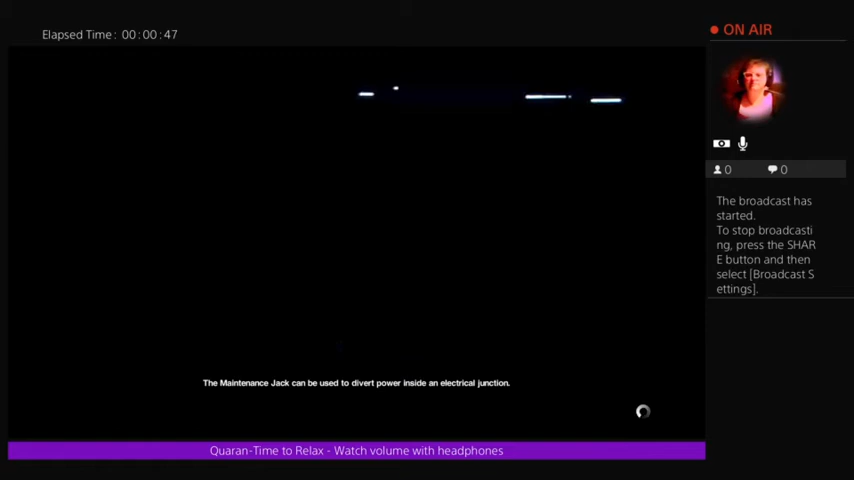 Elapsed Time: 00:00:47
ON AIR
0
0
The broadcast has
started.
To stop broadcasti
ng, press the SHAR
E button and then
select [Broadcast S
ettings].
The Maintenance Jack can be used to divert power inside an electrical junction.
Quaran-Time to Relax - Watch volume with headphones